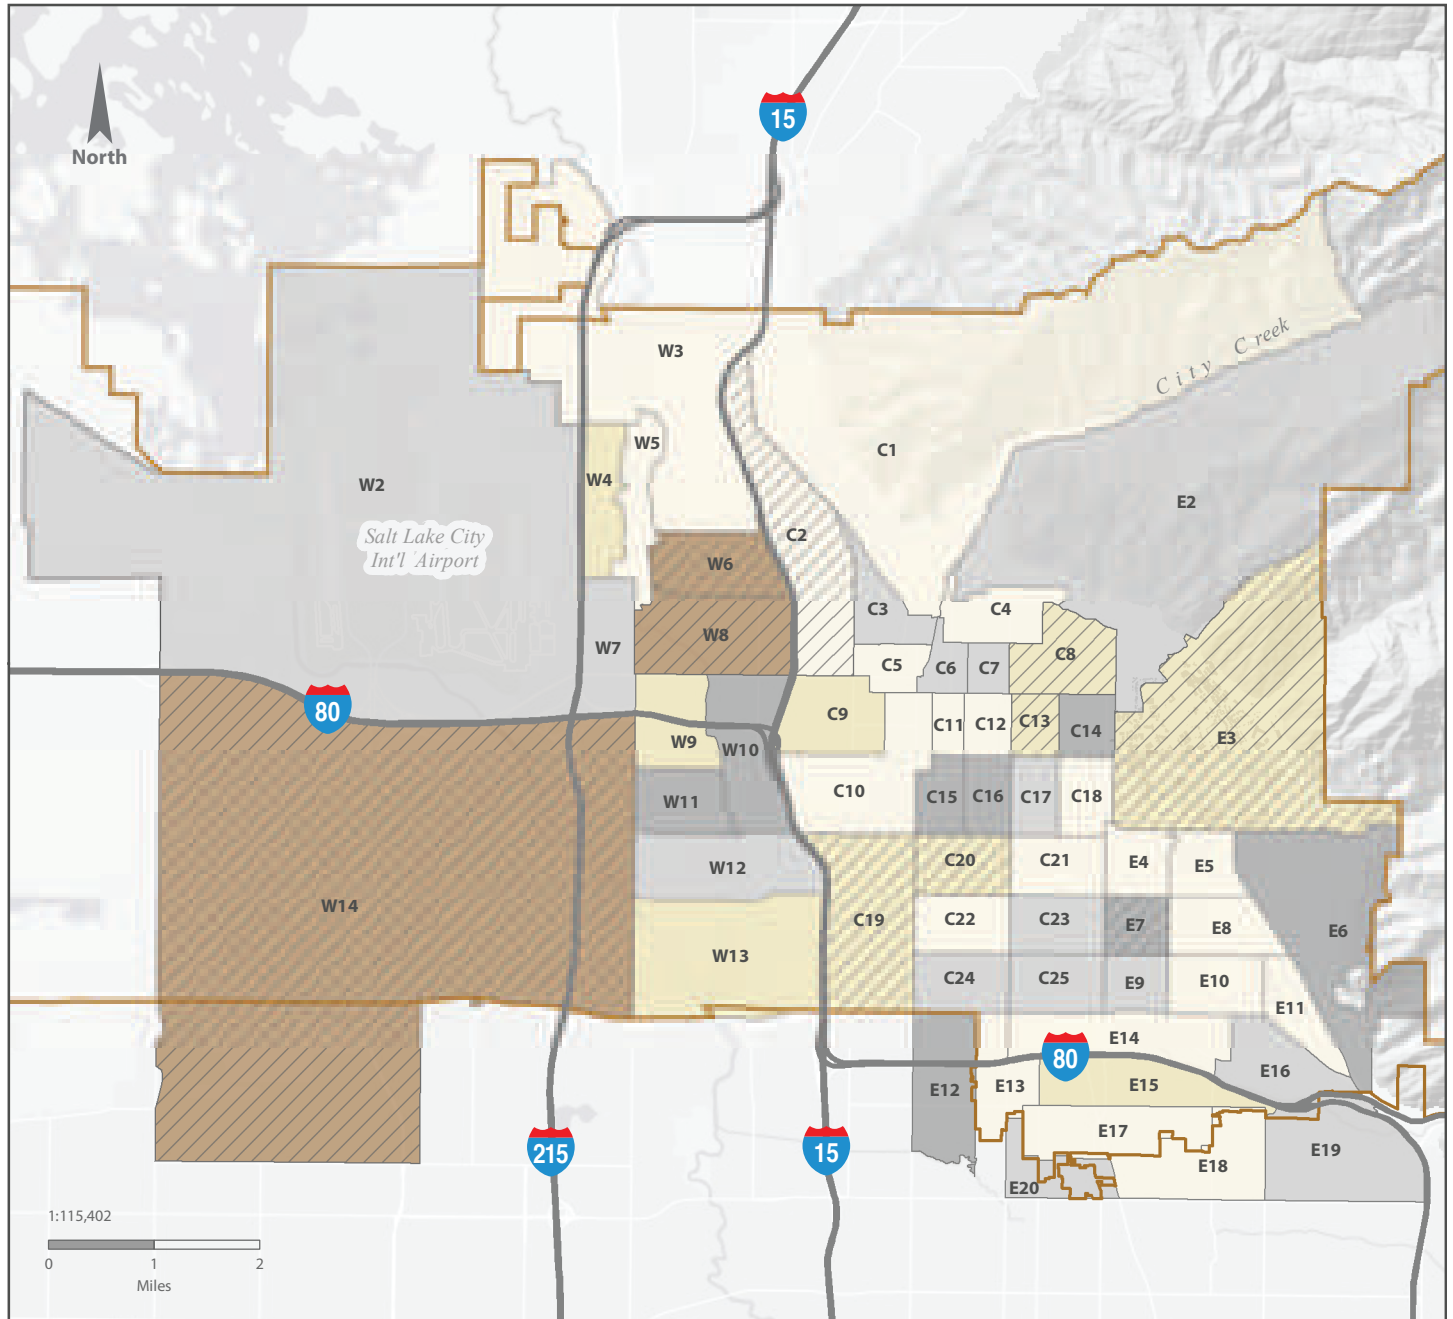 15
North
W3
City Creek
W5
C1
W4
W2
E2
Salt Lake City
Int'l Airport
C2
W6
C3
C4
W8
W7
C8
C5
C6
C7
80
C9
C11
C12
C13
C14
E3
W9
W10
C10
W11
C15
C16
C17
C18
C20
C21
E4
E5
W12
W14
C19
C22
C23
E7
E8
E6
W13
C24
C25
E9
E10
E11
E14
80
E16
E12
E13
E15
E17
215
15
E18
E19
E20
1:115,402
0 1 2
Miles